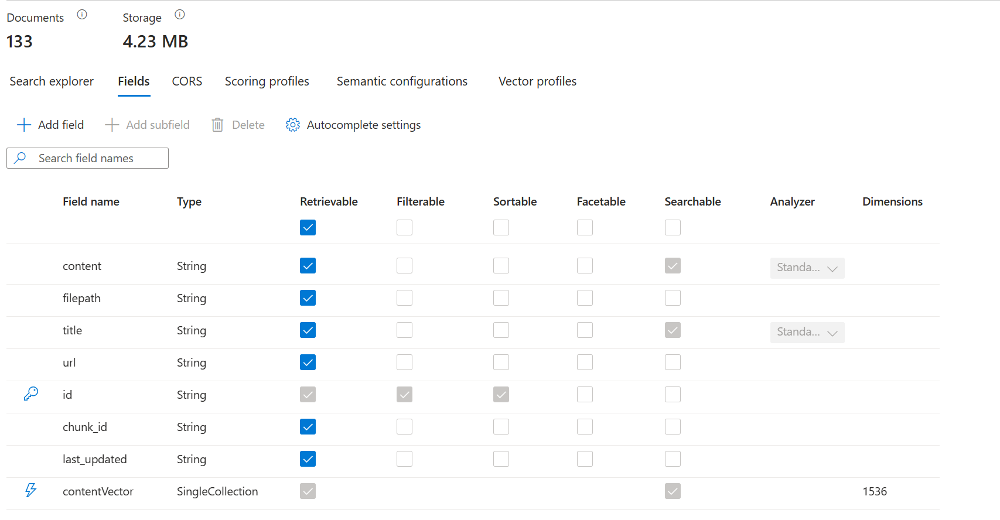 Documents Storage
133 4.23 MB
Search explorer Fields CORS Scoring profiles Semantic configurations Vector profiles
Add field Add subfield Delete Autocomplete settings
Search field names
Field name Type Retrievable Filterable Sortable Facetable Searchable Analyzer Dimensions
content String Standa...
filepath String
title String Standa...
url String
id String
chunk_id String
last_updated String
contentVector SingleCollection 1536